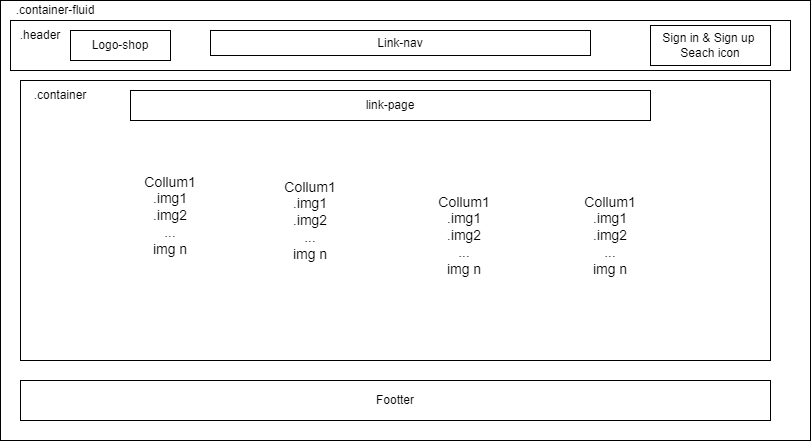 .container-fluid
.header
Logo-shop
Link-nav
Sign in & Sign up
Seach icon
.container
link-page
Collum1
.img1
.img2
...
img n
Collum1
.img1
.img2
...
img n
Collum1
.img1
.img2
...
img n
Collum1
.img1
.img2
...
img n
Footter